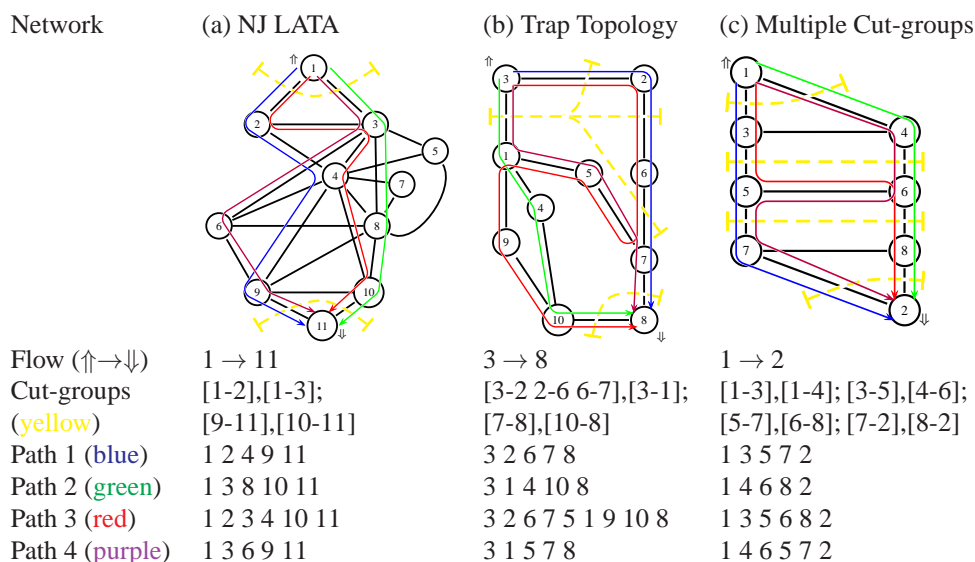 Network (a) NJ LATA (b) Trap Topology (c) Multiple Cut-groups
⇑ 1 2 3 4 5 6 7 8 9 10 11 ⇓
⇑ 3 2 1 5 6 4 9 7 10 8 ⇓
⇑ 1 4 3 5 6 7 8 2 ⇓
Flow (⇑→⇓) 1 → 11 3 → 8 1 → 2
Cut-groups [1-2],[1-3]; [3-2 2-6 6-7],[3-1]; [1-3],[1-4]; [3-5],[4-6];
(yellow) [9-11],[10-11] [7-8],[10-8] [5-7],[6-8]; [7-2],[8-2]
Path 1 (blue) 1 2 4 9 11 3 2 6 7 8 1 3 5 7 2
Path 2 (green) 1 3 8 10 11 3 1 4 10 8 1 4 6 8 2
Path 3 (red) 1 2 3 4 10 11 3 2 6 7 5 1 9 10 8 1 3 5 6 8 2
Path 4 (purple) 1 3 6 9 11 3 1 5 7 8 1 4 6 5 7 2